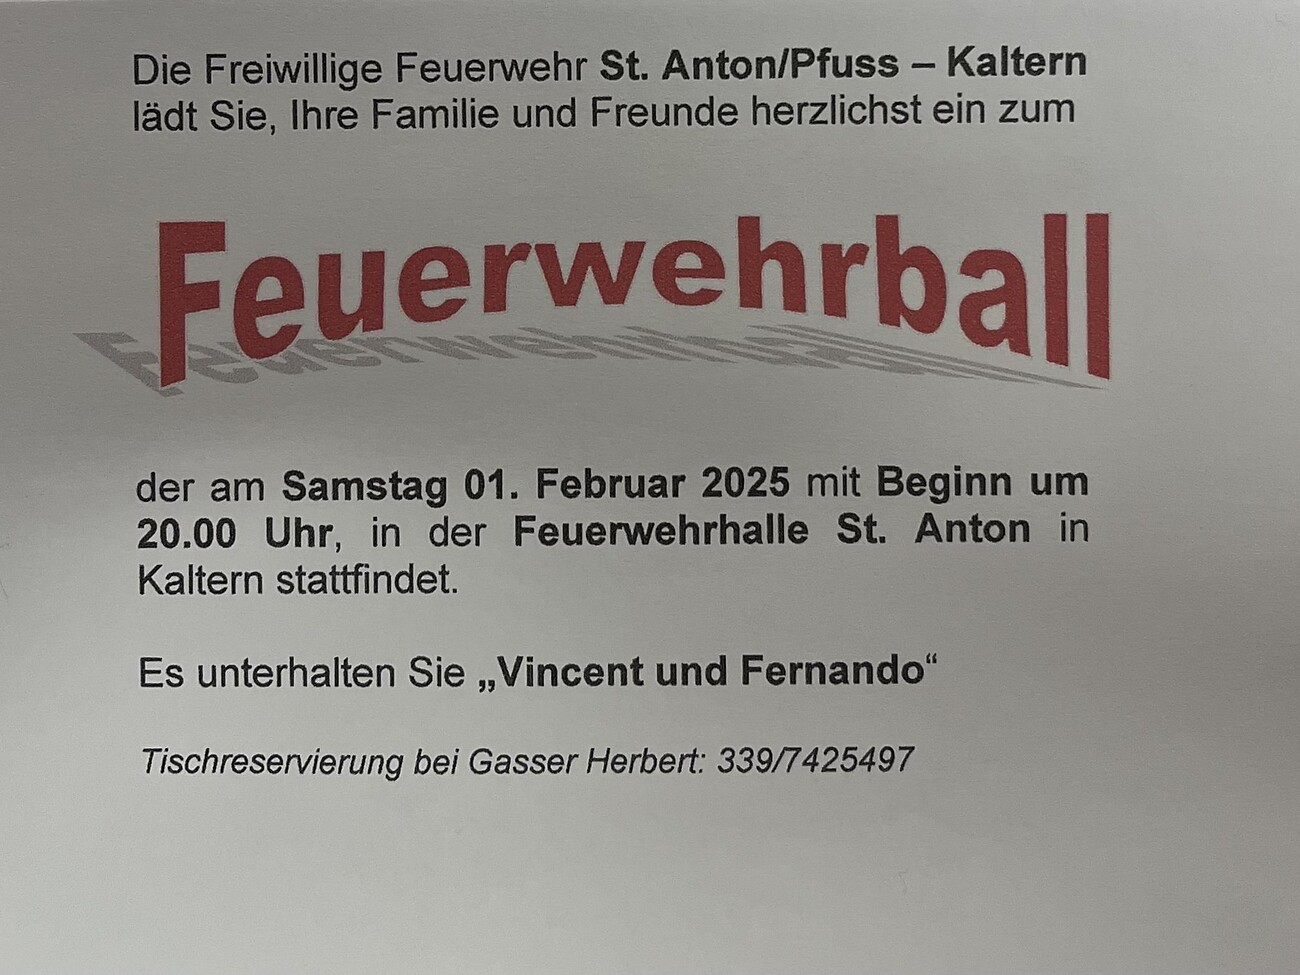 Die Freiwillige Feuerwehr St. Anton/Pfuss – Kaltern
lädt Sie, Ihre Familie und Freunde herzlichst ein zum
Feuerwehrball
der am Samstag 01. Februar 2025 mit Beginn um
20.00 Uhr, in der Feuerwehrhalle St. Anton in
Kaltern stattfindet.
Es unterhalten Sie „Vincent und Fernando“
Tischreservierung bei Gasser Herbert: 339/7425497